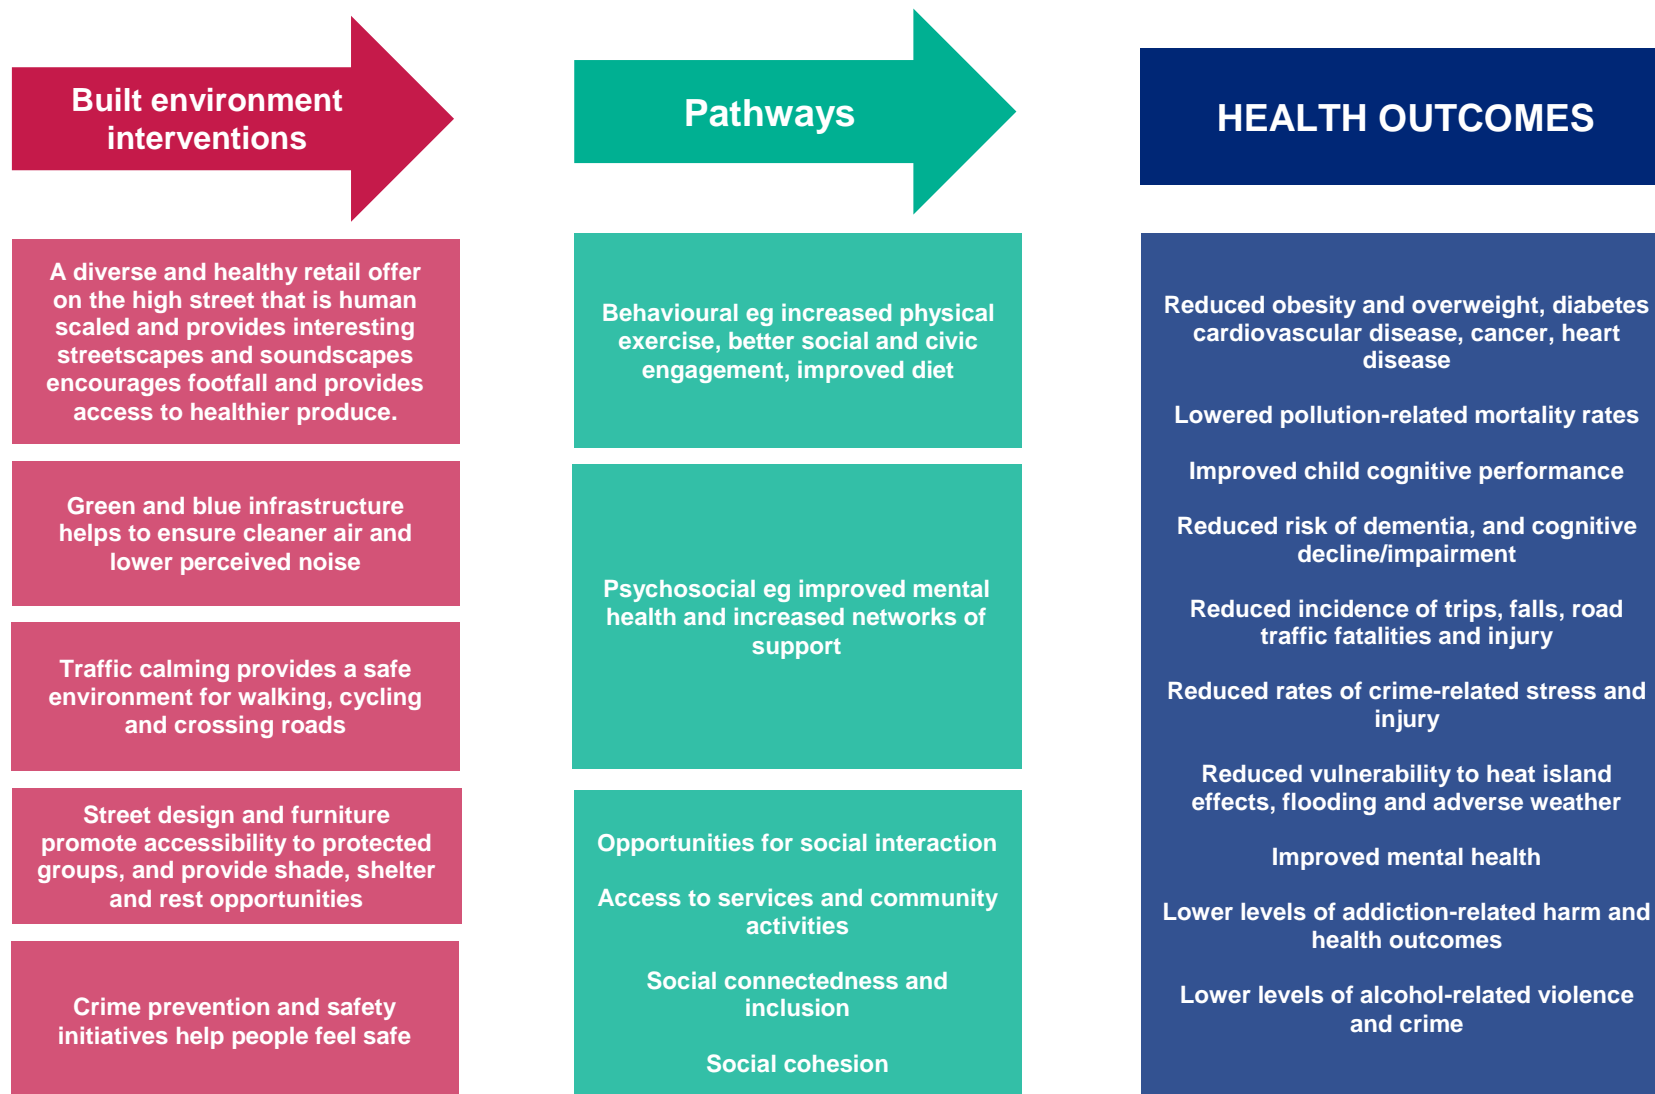 Built environment
interventions
A diverse and healthy retail offer
on the high street that is human
scaled and provides interesting
streetscapes and soundscapes
encourages footfall and provides
access to healthier produce.
Green and blue infrastructure
helps to ensure cleaner air and
lower perceived noise
Traffic calming provides a safe
environment for walking, cycling
and crossing roads
Street design and furniture
promote accessibility to protected
groups, and provide shade, shelter
and rest opportunities
Crime prevention and safety
initiatives help people feel safe
Pathways
Behavioural eg increased physical
exercise, better social and civic
engagement, improved diet
Psychosocial eg improved mental
health and increased networks of
support
Opportunities for social interaction
Access to services and community
activities
Social connectedness and
inclusion
Social cohesion
HEALTH OUTCOMES
Reduced obesity and overweight, diabetes
cardiovascular disease, cancer, heart
disease
Lowered pollution-related mortality rates
Improved child cognitive performance
Reduced risk of dementia, and cognitive
decline/impairment
Reduced incidence of trips, falls, road
traffic fatalities and injury
Reduced rates of crime-related stress and
injury
Reduced vulnerability to heat island
effects, flooding and adverse weather
Improved mental health
Lower levels of addiction-related harm and
health outcomes
Lower levels of alcohol-related violence
and crime